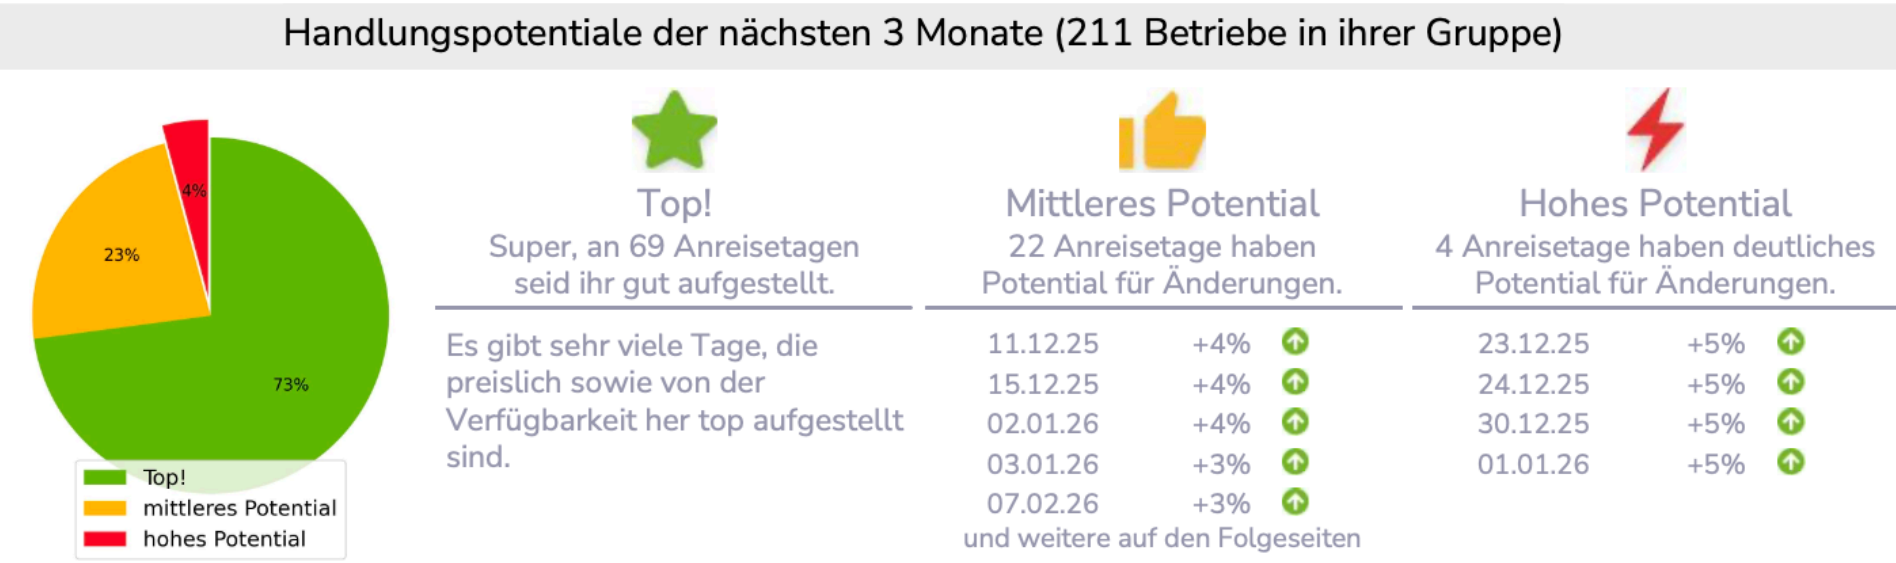 Handlungspotentiale der nächsten 3 Monate (211 Betriebe in ihrer Gruppe)
4%
23%
73%
Top!
mittleres Potential
hohes Potential
Top!
Super, an 69 Anreisetagen
seid ihr gut aufgestellt.
Es gibt sehr viele Tage, die
preislich sowie von der
Verfügbarkeit her top aufgestellt
sind.
Mittleres Potential
22 Anreisetage haben
Potential für Änderungen.
11.12.25 +4%
15.12.25 +4%
02.01.26 +4%
03.01.26 +3%
07.02.26 +3%
und weitere auf den Folgeseiten
Hohes Potential
4 Anreisetage haben deutliches
Potential für Änderungen.
23.12.25 +5%
24.12.25 +5%
30.12.25 +5%
01.01.26 +5%